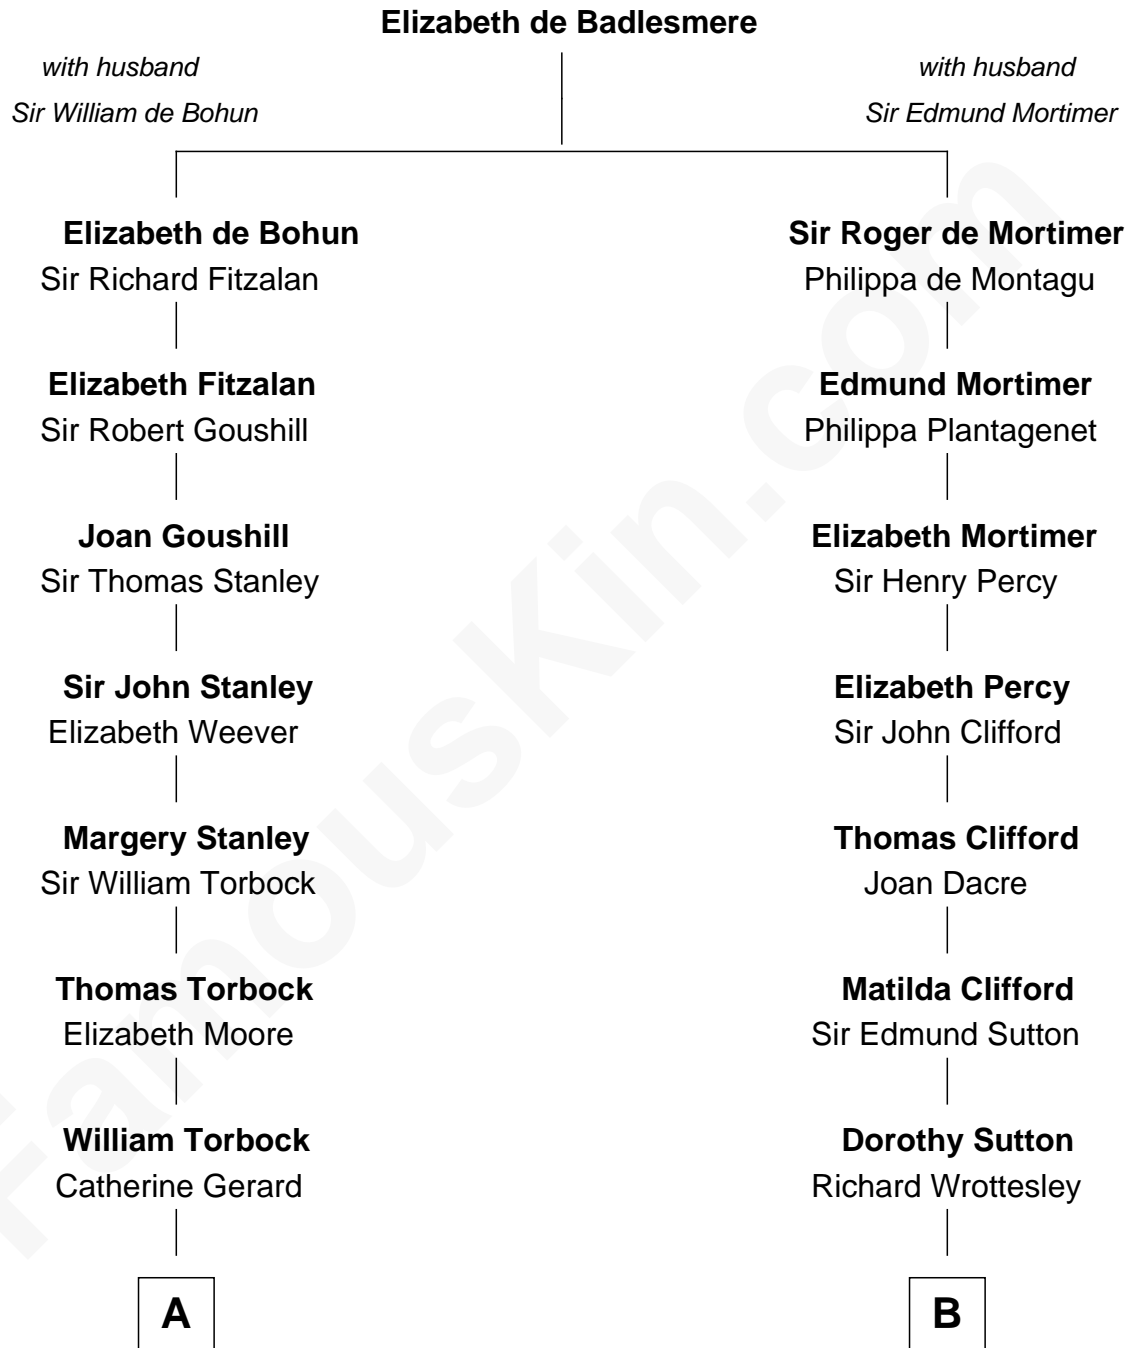 Elizabeth de Badlesmere
with husband
Sir William de Bohun
with husband
Sir Edmund Mortimer
Elizabeth de Bohun
Sir Richard Fitzalan
Elizabeth Fitzalan
Sir Robert Goushill
Joan Goushill
Sir Thomas Stanley
Sir John Stanley
Elizabeth Weever
Margery Stanley
Sir William Torbock
Thomas Torbock
Elizabeth Moore
William Torbock
Catherine Gerard
A
Sir Roger de Mortimer
Philippa de Montagu
Edmund Mortimer
Philippa Plantagenet
Elizabeth Mortimer
Sir Henry Percy
Elizabeth Percy
Sir John Clifford
Thomas Clifford
Joan Dacre
Matilda Clifford
Sir Edmund Sutton
Dorothy Sutton
Richard Wrottesley
B
FamousKin.com